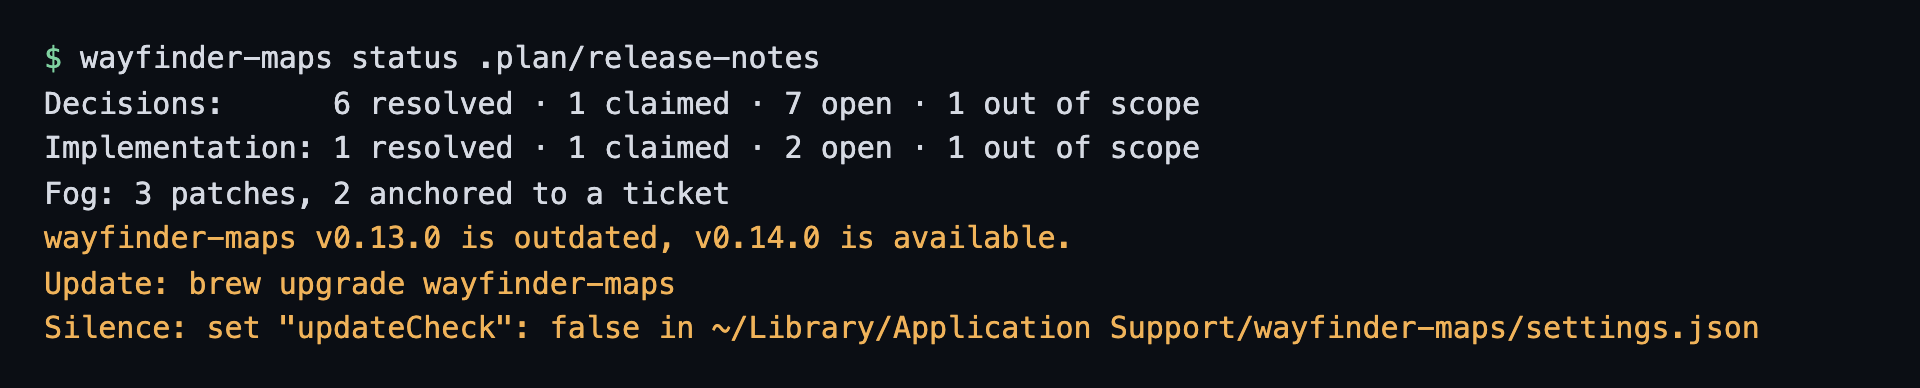 $ wayfinder-maps status .plan/release-notes
Decisions:      6 resolved · 1 claimed · 7 open · 1 out of scope
Implementation: 1 resolved · 1 claimed · 2 open · 1 out of scope
Fog: 3 patches, 2 anchored to a ticket
wayfinder-maps v0.13.0 is outdated, v0.14.0 is available.
Update: brew upgrade wayfinder-maps
Silence: set "updateCheck": false in ~/Library/Application Support/wayfinder-maps/settings.json